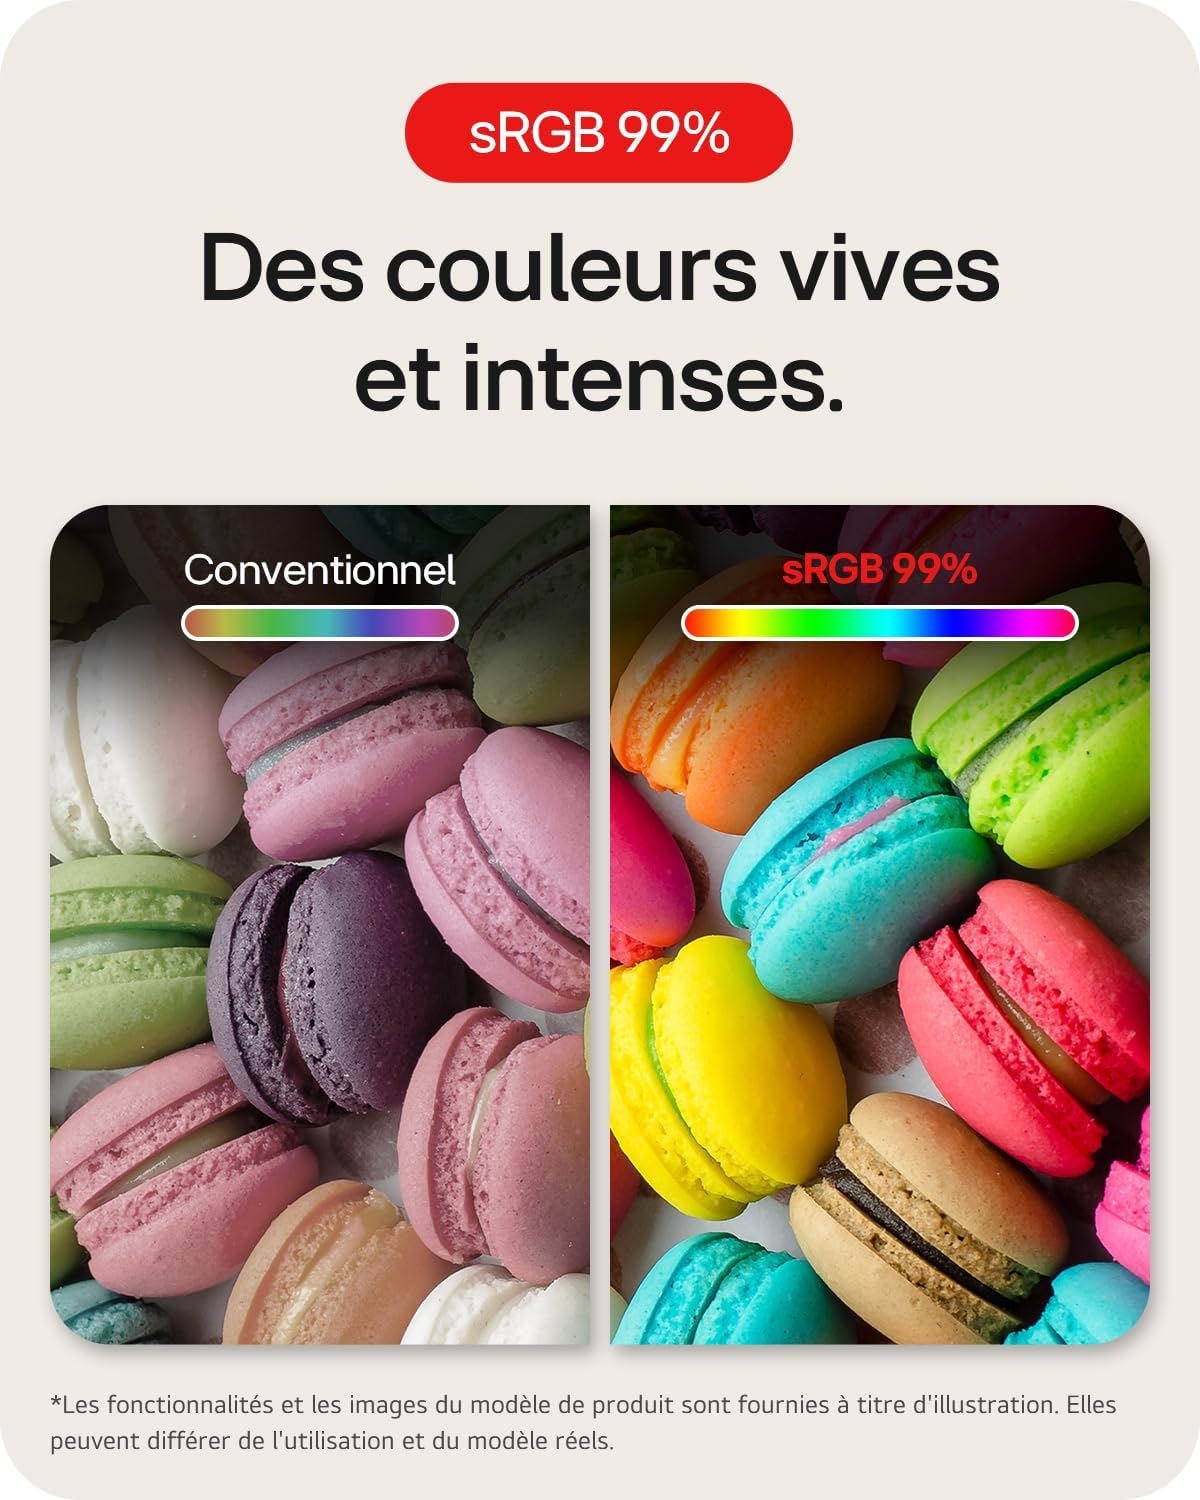 sRGB 99%
Des couleurs vives
et intenses.
Conventionnel
sRGB 99%
*Les fonctionnalités et les images du modèle de produit sont fournies à titre d'illustration. Elles
peuvent différer de l'utilisation et du modèle réels.